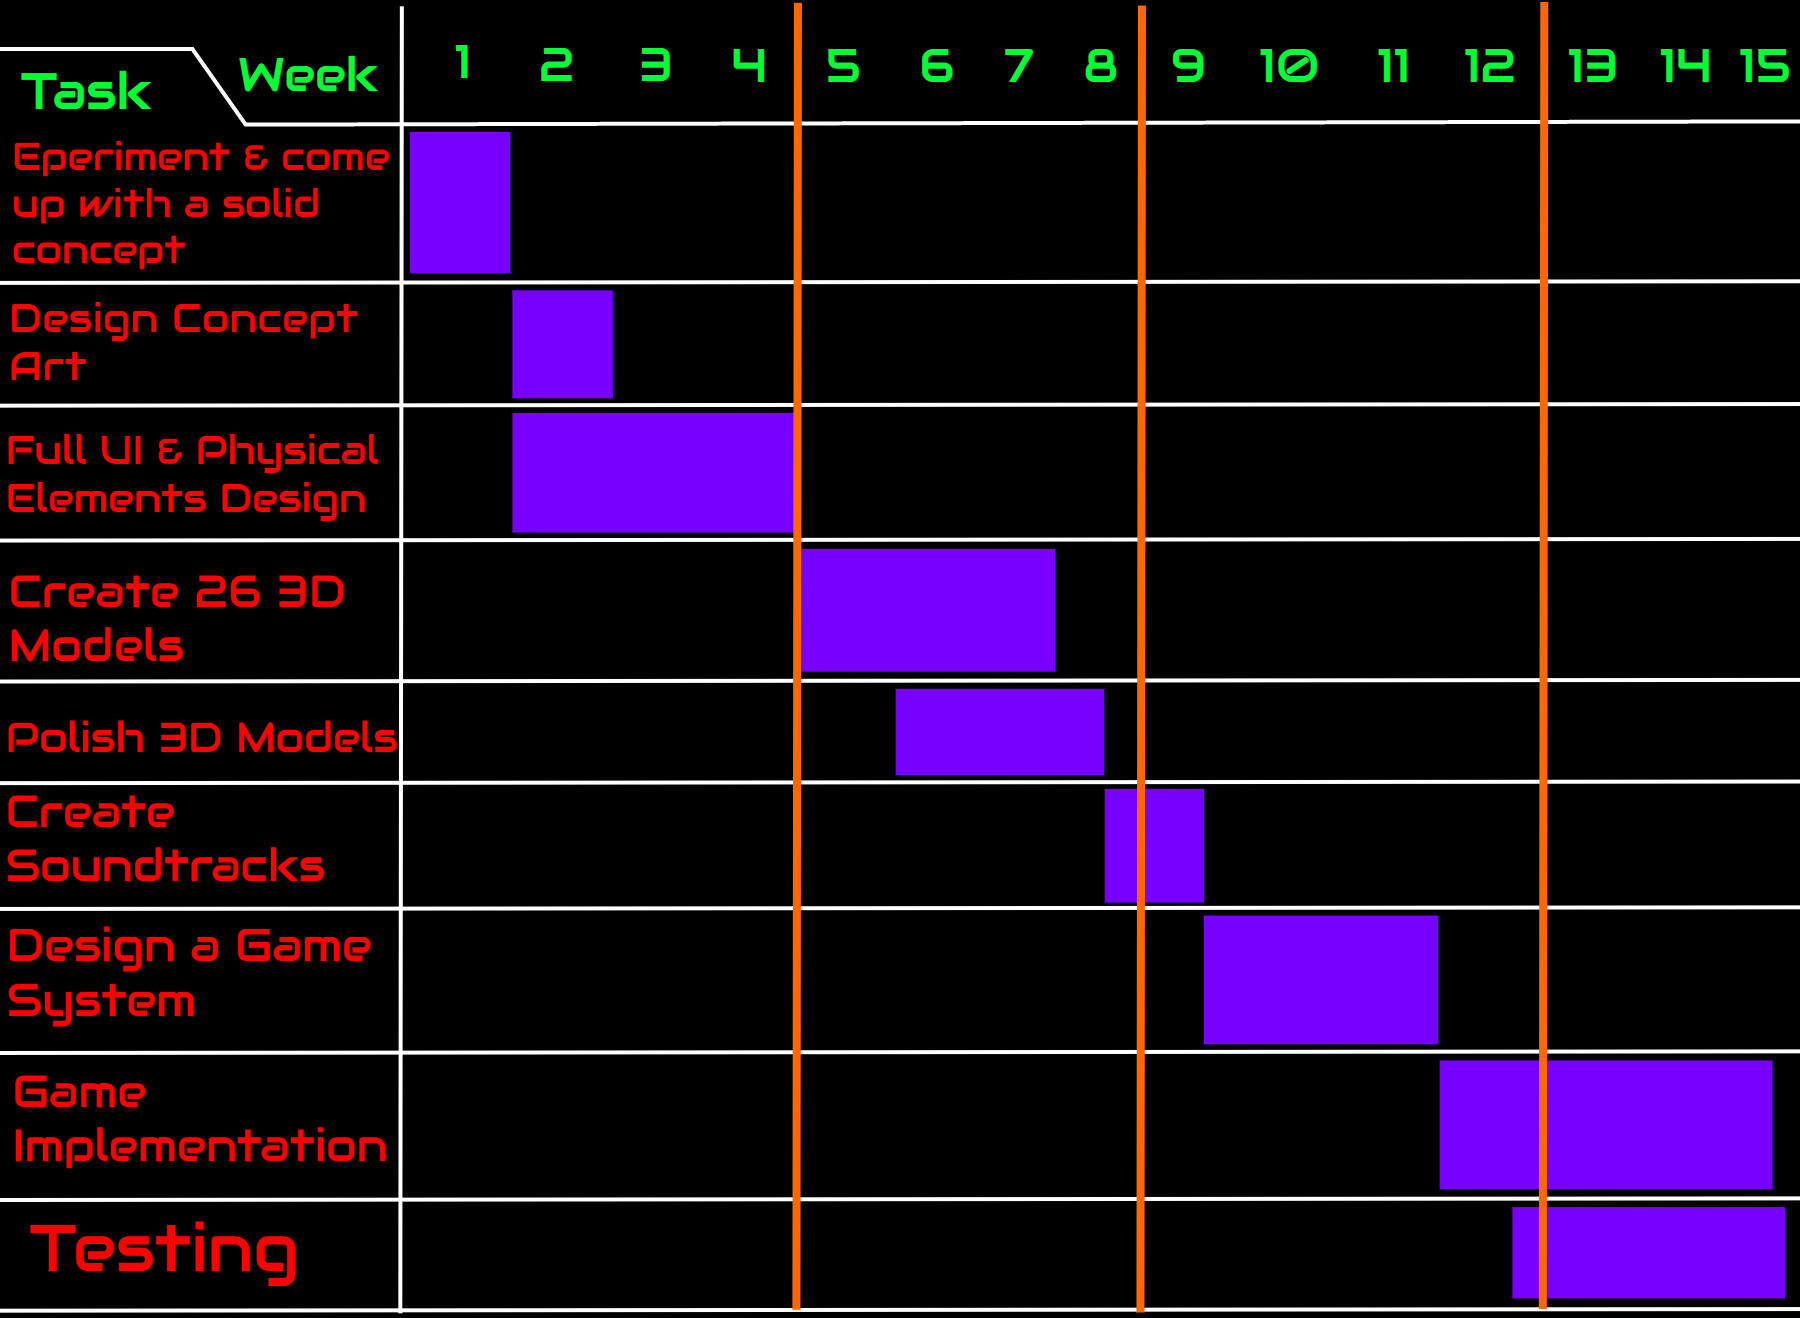 Task Week 1 2 3 4 5 6 7 8 9 10 11 12 13 14 15
Eperiment & come
up with a solid
concept
Design Concept
Art
Full UI & Physical
Elements Design
Create 26 3D
Models
Polish 3D Models
Create
Soundtracks
Design a Game
System
Game
Implementation
Testing